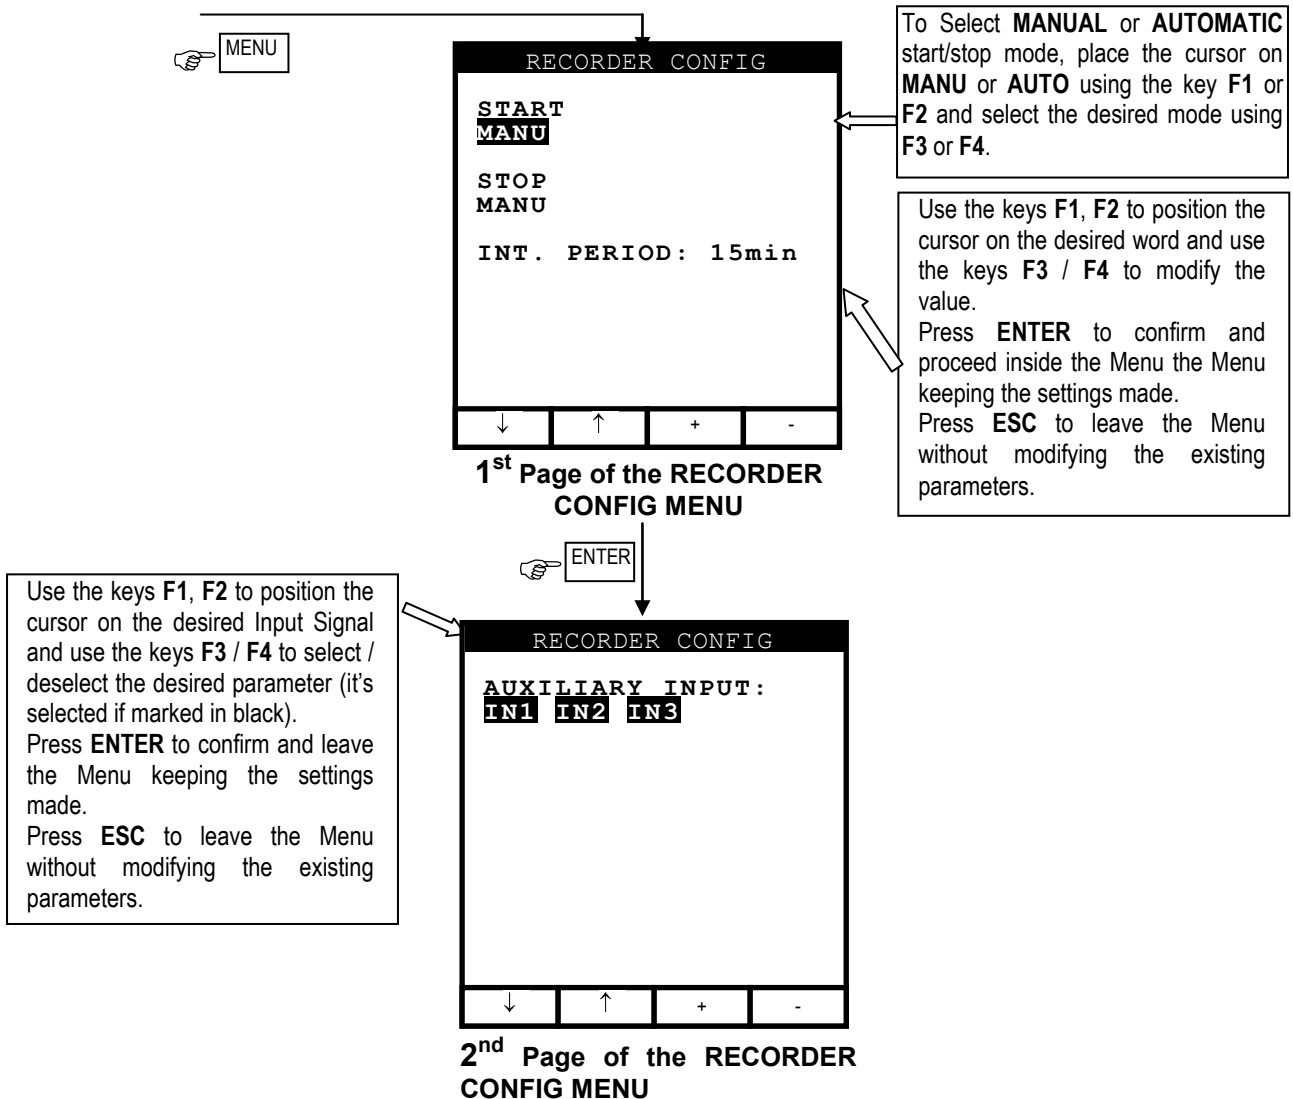 MENU
RECORDER CONFIG
START
MANU
STOP
MANU
INT. PERIOD: 15min
↓ ↑ + -
1st Page of the RECORDER
CONFIG MENU
To Select MANUAL or AUTOMATIC
start/stop mode, place the cursor on
MANU or AUTO using the key F1 or
F2 and select the desired mode using
F3 or F4.
Use the keys F1, F2 to position the
cursor on the desired word and use
the keys F3 / F4 to modify the
value.
Press ENTER to confirm and
proceed inside the Menu the Menu
keeping the settings made.
Press ESC to leave the Menu
without modifying the existing
parameters.
ENTER
Use the keys F1, F2 to position the
cursor on the desired Input Signal
and use the keys F3 / F4 to select /
deselect the desired parameter (it's
selected if marked in black).
Press ENTER to confirm and leave
the Menu keeping the settings
made.
Press ESC to leave the Menu
without modifying the existing
parameters.
RECORDER CONFIG
AUXILIARY INPUT:
IN1 IN2 IN3
↓ ↑ + -
2nd Page of the RECORDER
CONFIG MENU